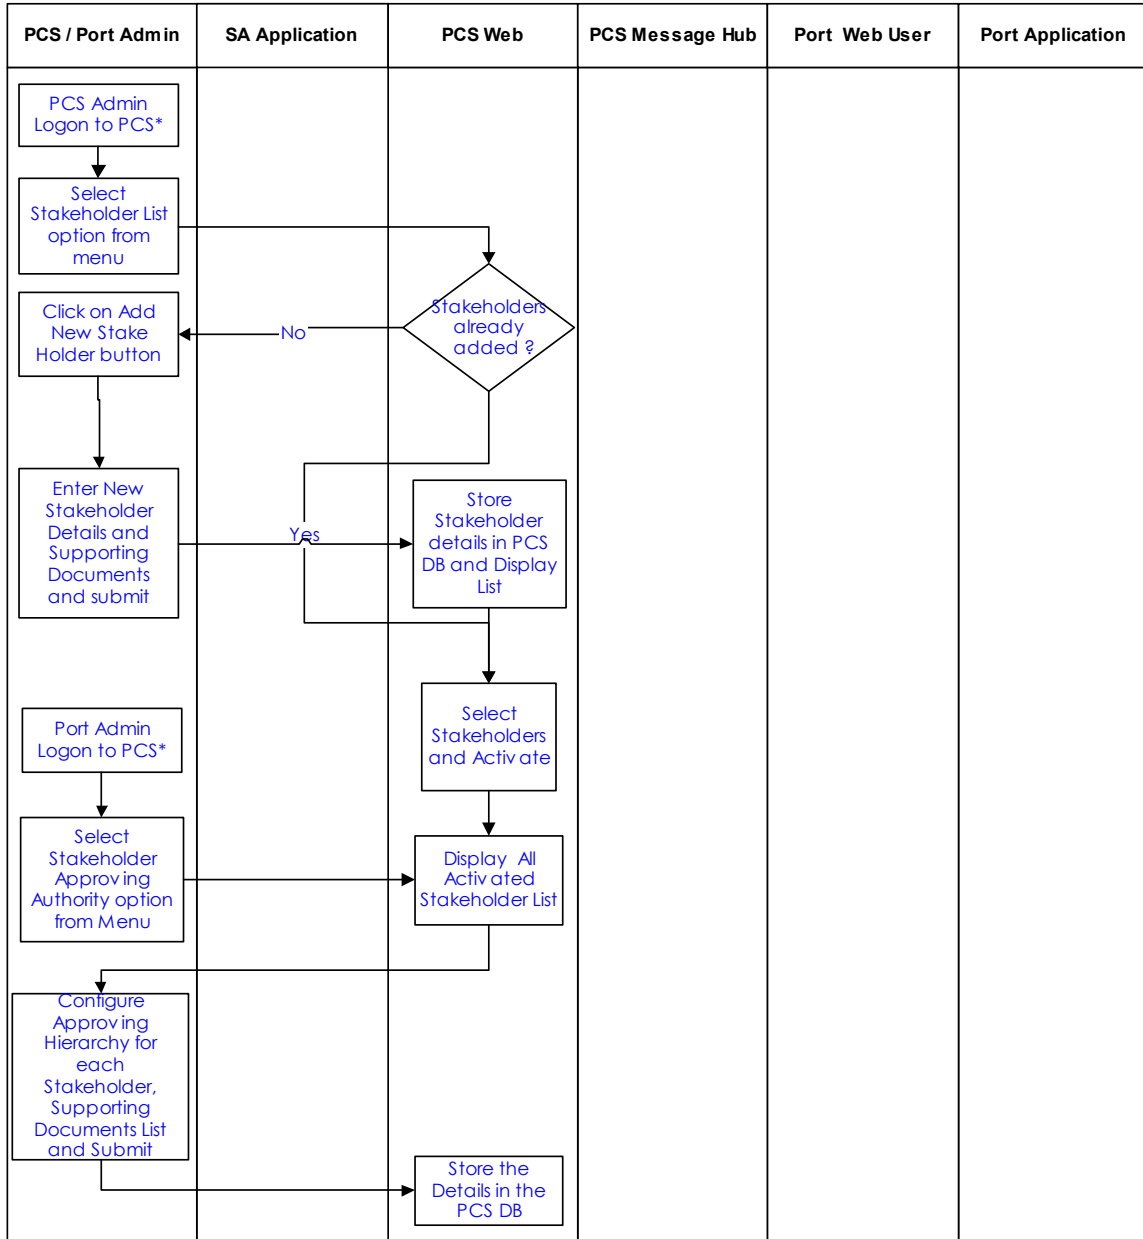 PCS / Port Admin
SA Application
PCS Web
PCS Message Hub
Port Web User
Port Application
PCS Admin
Logon to PCS*
Select
Stakeholder List
option from
menu
Stakeholders
already
added ?
Click on Add
New Stake
Holder button
No
Enter New
Stakeholder
Details and
Supporting
Documents
and submit
Yes
Store
Stakeholder
details in PCS
DB and Display
List
Select
Stakeholders
and Activate
Port Admin
Logon to PCS*
Select
Stakeholder
Approving
Authority option
from Menu
Display All
Activated
Stakeholder List
Configure
Approving
Hierarchy for
each
Stakeholder,
Supporting
Documents List
and Submit
Store the
Details in the
PCS DB